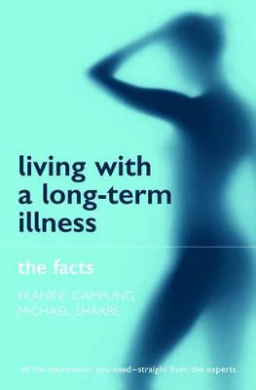 living with
a long-term
illness
the facts
FRANKIE CAMPLING
MICHAEL SHARPE
all the information you need–straight from the experts